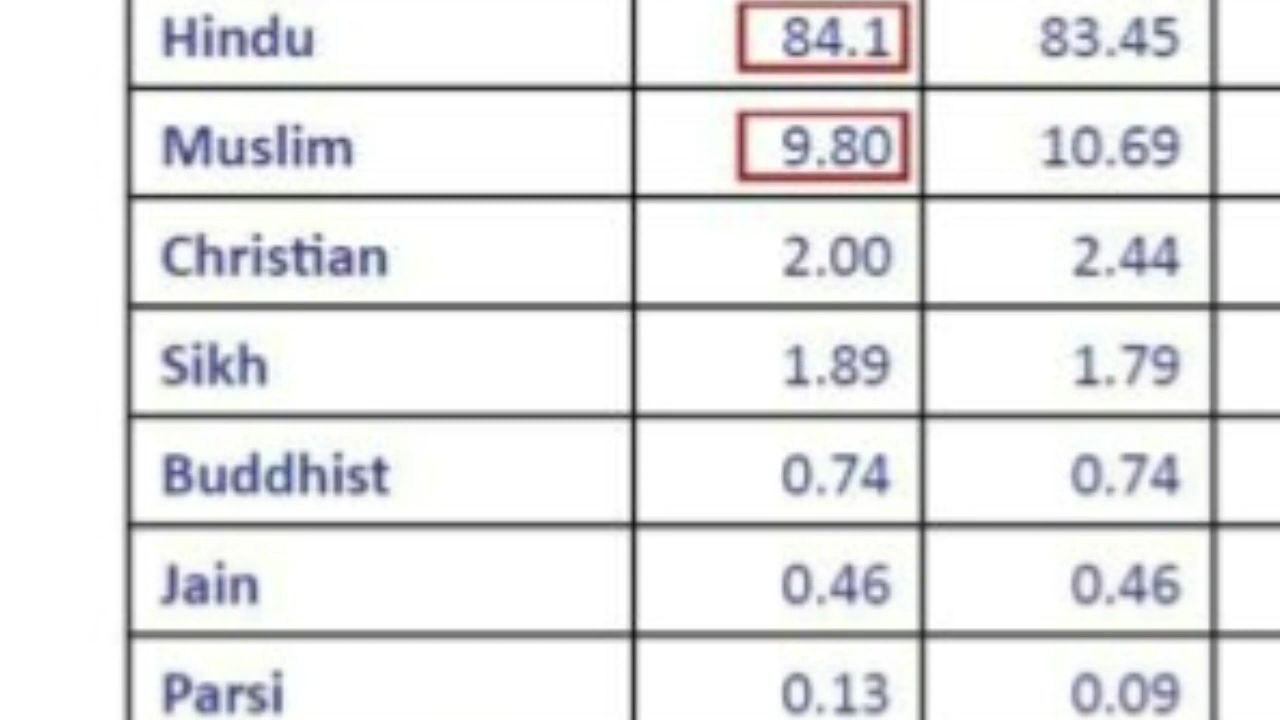 Hindu 84.1 83.45
Muslim 9.80 10.69
Christian 2.00 2.44
Sikh 1.89 1.79
Buddhist 0.74 0.74
Jain 0.46 0.46
Parsi 0.13 0.09